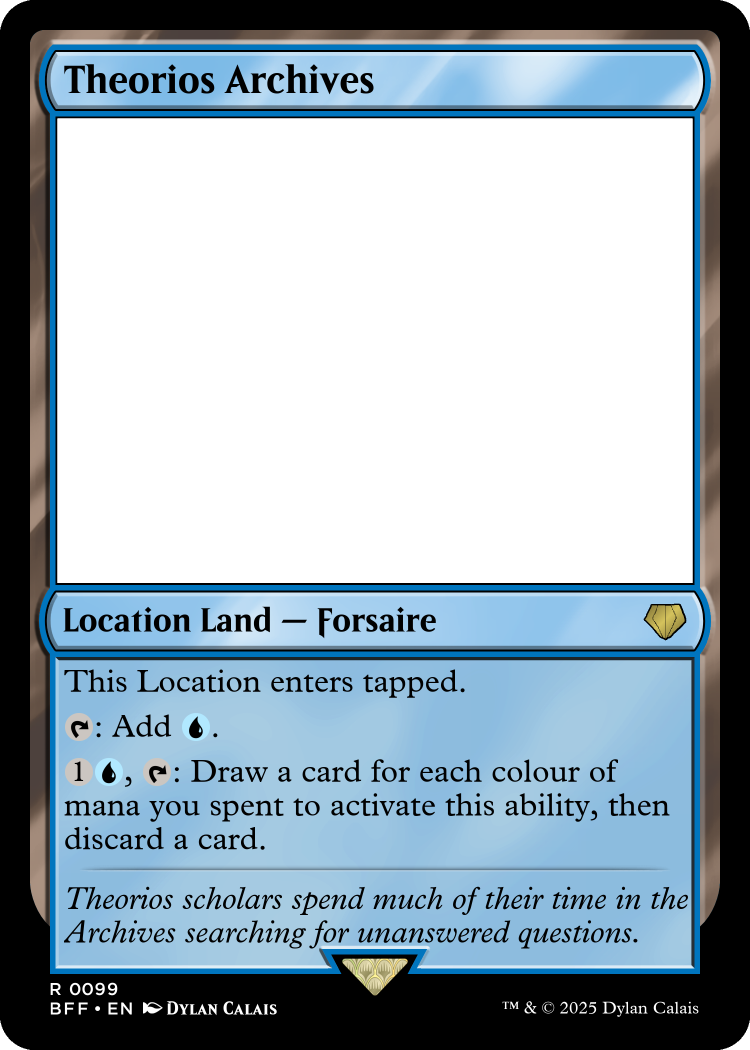 Theorios Archives
Location Land — Forsaire
This Location enters tapped.
: Add .
1, : Draw a card for each colour of
mana you spent to activate this ability, then
discard a card.
Theorios scholars spend much of their time in the
Archives searching for unanswered questions.
R 0099
BFF • EN DYLAN CALAIS
™ & © 2025 Dylan Calais